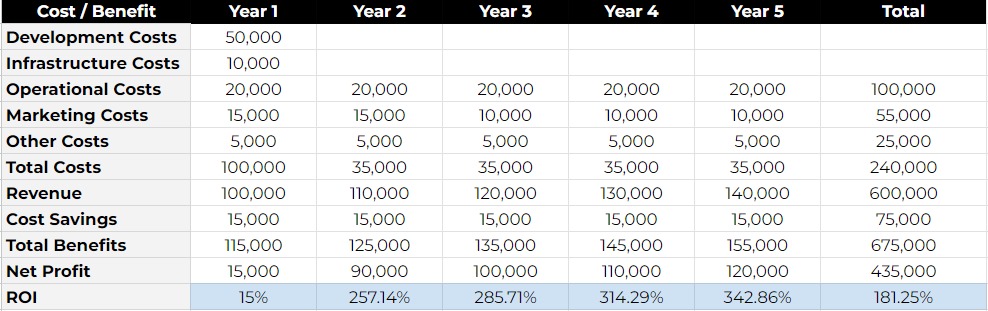 Cost / Benefit Year 1 Year 2 Year 3 Year 4 Year 5 Total
Development Costs 50,000
Infrastructure Costs 10,000
Operational Costs 20,000 20,000 20,000 20,000 20,000 100,000
Marketing Costs 15,000 15,000 10,000 10,000 10,000 55,000
Other Costs 5,000 5,000 5,000 5,000 5,000 25,000
Total Costs 100,000 35,000 35,000 35,000 35,000 240,000
Revenue 100,000 110,000 120,000 130,000 140,000 600,000
Cost Savings 15,000 15,000 15,000 15,000 15,000 75,000
Total Benefits 115,000 125,000 135,000 145,000 155,000 675,000
Net Profit 15,000 90,000 100,000 110,000 120,000 435,000
ROI 15% 257.14% 285.71% 314.29% 342.86% 181.25%